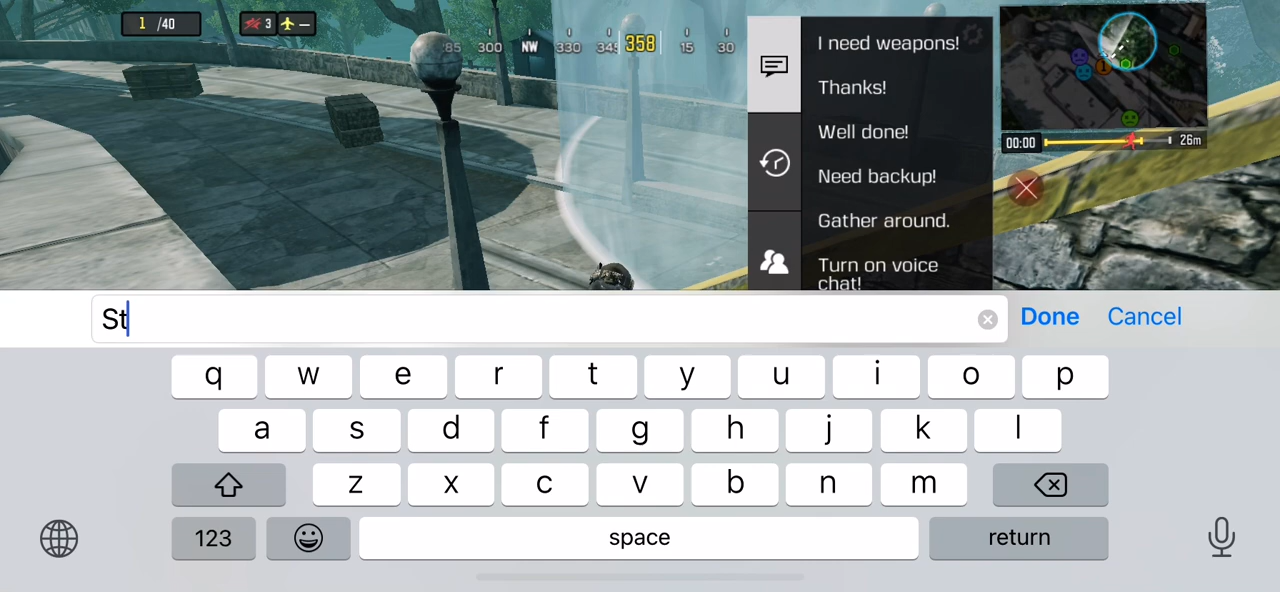 1 /40
3 —
285 300 NW 330 345 358 15 30
I need weapons!
Thanks!
Well done!
Need backup!
Gather around.
Turn on voice
chat!
1
00:00 26m
St
Done Cancel
q w e r t y u i o p
a s d f g h j k l
z x c v b n m
123 space return